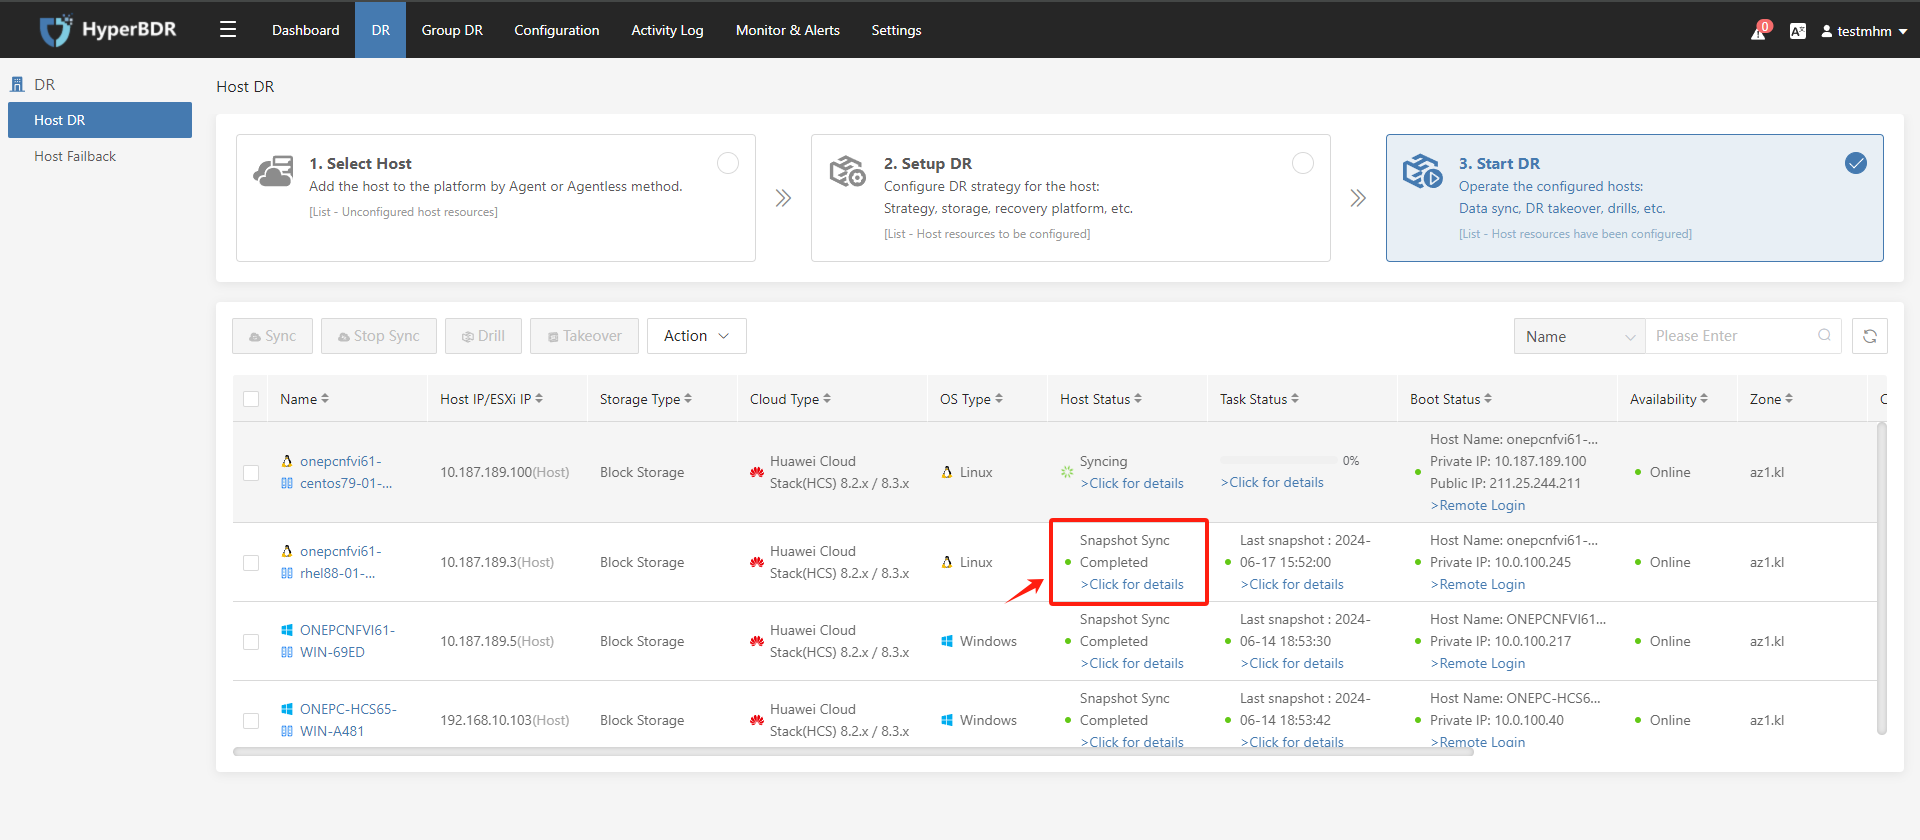 HyperBDR
Dashboard
DR
Group DR
Configuration
Activity Log
Monitor & Alerts
Settings
0
A
testmhm
DR
Host DR
Host Failback
Host DR
1. Select Host
Add the host to the platform by Agent or Agentless method.
[List - Unconfigured host resources]
2. Setup DR
Configure DR strategy for the host:
Strategy, storage, recovery platform, etc.
[List - Host resources to be configured]
3. Start DR
Operate the configured hosts:
Data sync, DR takeover, drills, etc.
[List - Host resources have been configured]
Sync
Stop Sync
Drill
Takeover
Action
Name
Please Enter
Name
Host IP/ESXi IP
Storage Type
Cloud Type
OS Type
Host Status
Task Status
Boot Status
Availability
Zone
onepcnfvi61-
centos79-01-...
10.187.189.100(Host)
Block Storage
Huawei Cloud
Stack(HCS) 8.2.x / 8.3.x
Linux
Syncing
>Click for details
0%
>Click for details
Host Name: onepcnfvi61-...
Private IP: 10.187.189.100
Public IP: 211.25.244.211
>Remote Login
Online
az1.kl
onepcnfvi61-
rhel88-01-...
10.187.189.3(Host)
Block Storage
Huawei Cloud
Stack(HCS) 8.2.x / 8.3.x
Linux
Snapshot Sync
Completed
>Click for details
Last snapshot : 2024-
06-17 15:52:00
>Click for details
Host Name: onepcnfvi61-...
Private IP: 10.0.100.245
>Remote Login
Online
az1.kl
ONEPCNFVI61-
WIN-69ED
10.187.189.5(Host)
Block Storage
Huawei Cloud
Stack(HCS) 8.2.x / 8.3.x
Windows
Snapshot Sync
Completed
>Click for details
Last snapshot : 2024-
06-14 18:53:30
>Click for details
Host Name: ONEPCNFVI61...
Private IP: 10.0.100.217
>Remote Login
Online
az1.kl
ONEPC-HCS65-
WIN-A481
192.168.10.103(Host)
Block Storage
Huawei Cloud
Stack(HCS) 8.2.x / 8.3.x
Windows
Snapshot Sync
Completed
>Click for details
Last snapshot : 2024-
06-14 18:53:42
>Click for details
Host Name: ONEPC-HCS6...
Private IP: 10.0.100.40
>Remote Login
Online
az1.kl